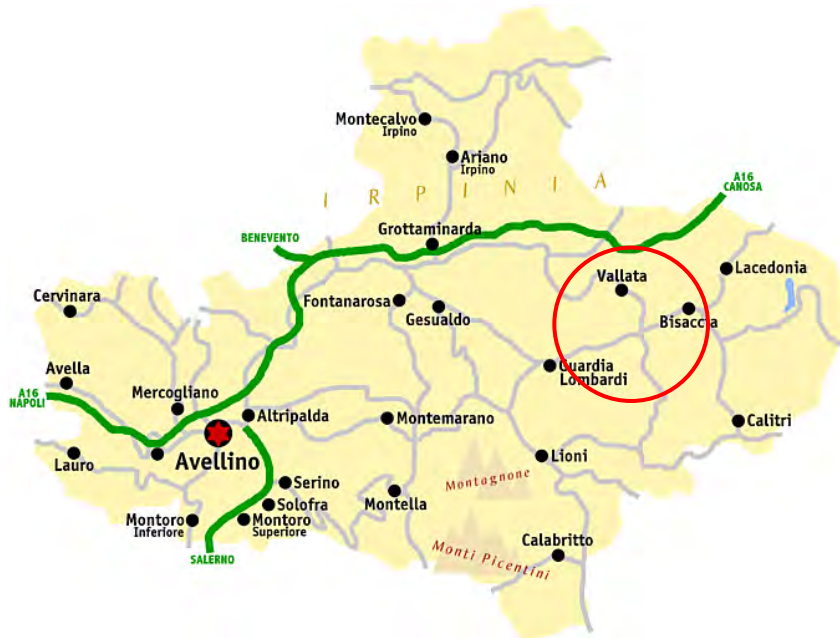 Montecalvo
Irpino
Ariano
Irpino
A16
CANOSA
IRPINIA
Grottaminarda
BENEVENTO
Lacedonia
Vallata
Cervinara
Fontanarosa
Gesualdo
Bisaccia
Guardia
Lombardi
Avella
A16
NAPOLI
Mercogliano
Altripalda
Montemarano
Calitri
Avellino
Lauro
Lioni
Montagnone
Serino
Solofra
Montella
Montoro
Inferiore
Montoro
Superiore
Calabritto
Monti Picentini
SALERNO